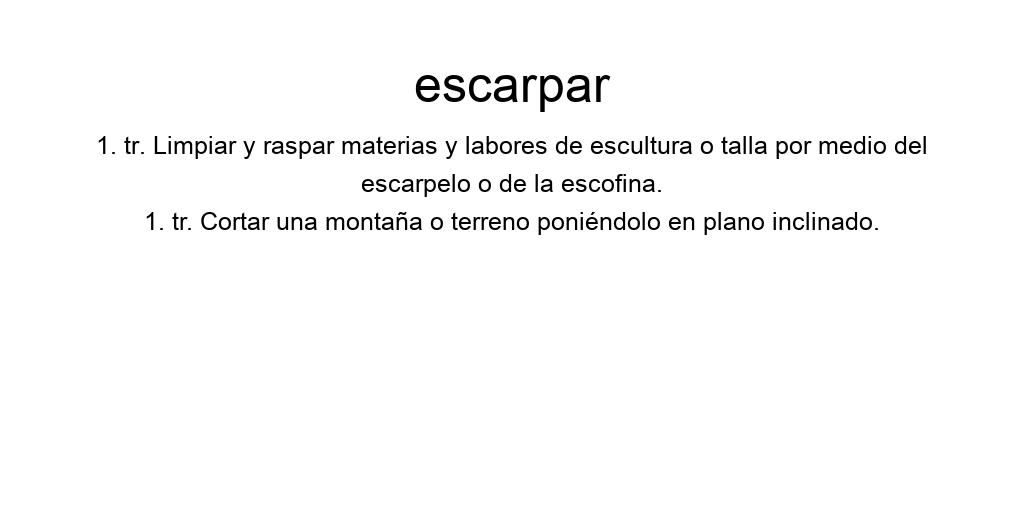 escarpar
1. tr. Limpiar y raspar materias y labores de escultura o talla por medio del
escarpelo o de la escofina.
1. tr. Cortar una montaña o terreno poniéndolo en plano inclinado.